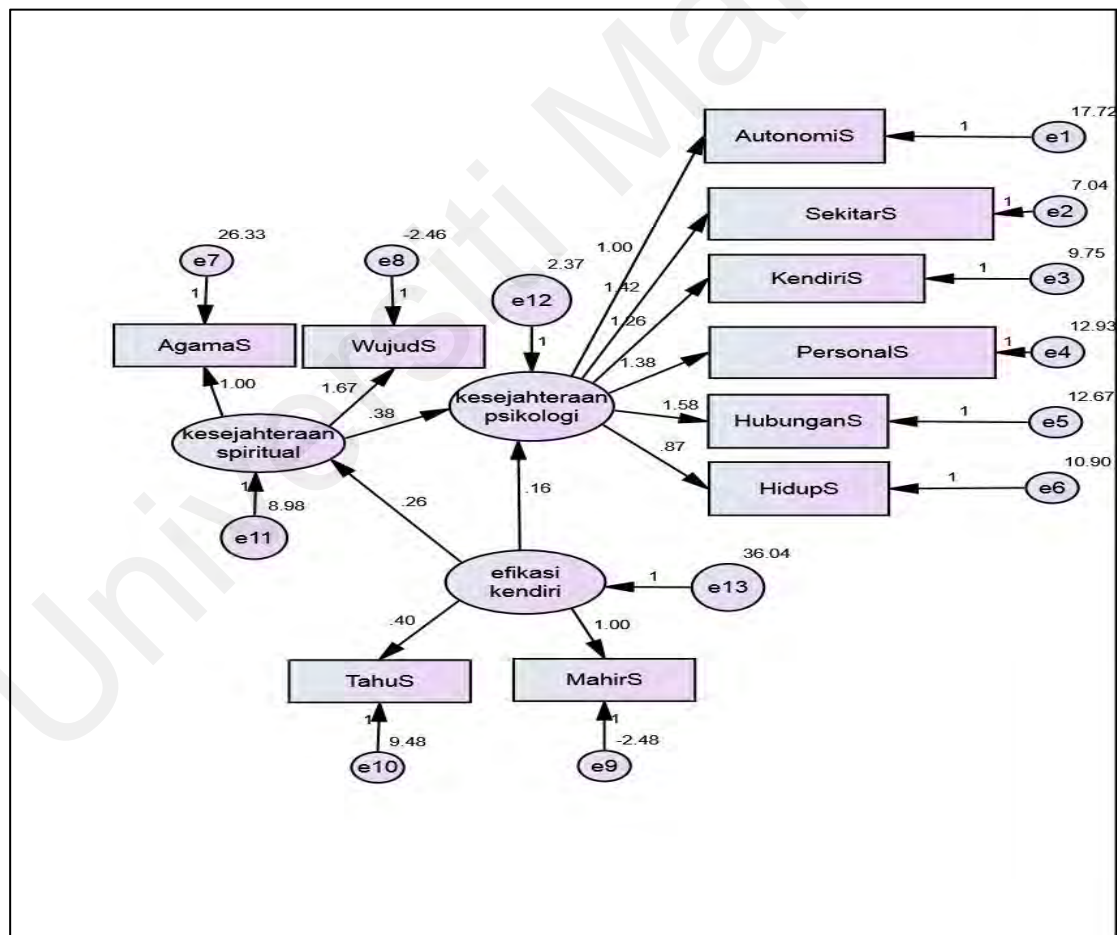 17.72
AutonomiS
1
e1
7.04
SekitarS
1
e2
9.75
KendiriS
1
e3
12.93
PersonalS
1
e4
12.67
HubunganS
1
e5
10.90
HidupS
1
e6
26.33
e7
1
-2.46
e8
1
2.37
e12
1
AgamaS
WujudS
1.00
1.42
1.26
1.38
1.58
.87
1.00
1.67
.38
kesejahteraan
psikologi
kesejahteraan
spiritual
1
8.98
e11
.26
.16
efikasi
kendiri
1
36.04
e13
.40
1.00
TahuS
MahirS
1
9.48
e10
1
-2.48
e9
Universiti Ma